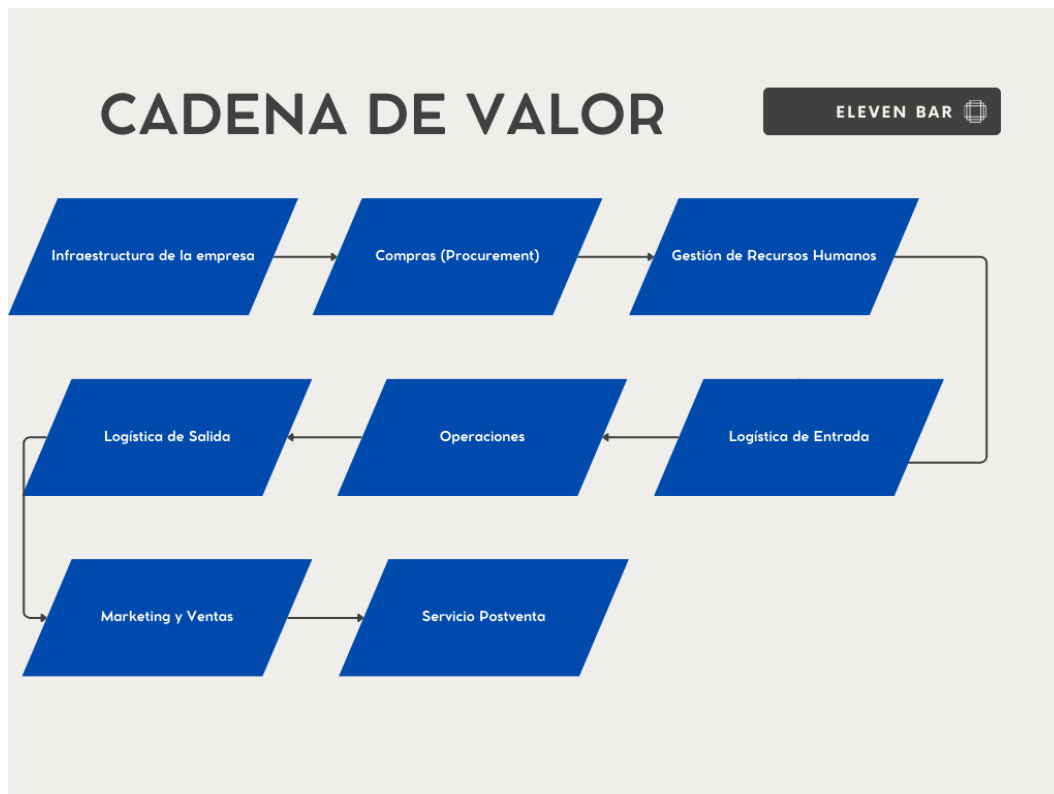 CADENA DE VALOR
ELEVEN BAR
Infraestructura de la empresa
Compras (Procurement)
Gestión de Recursos Humanos
Logística de Salida
Operaciones
Logística de Entrada
Marketing y Ventas
Servicio Postventa